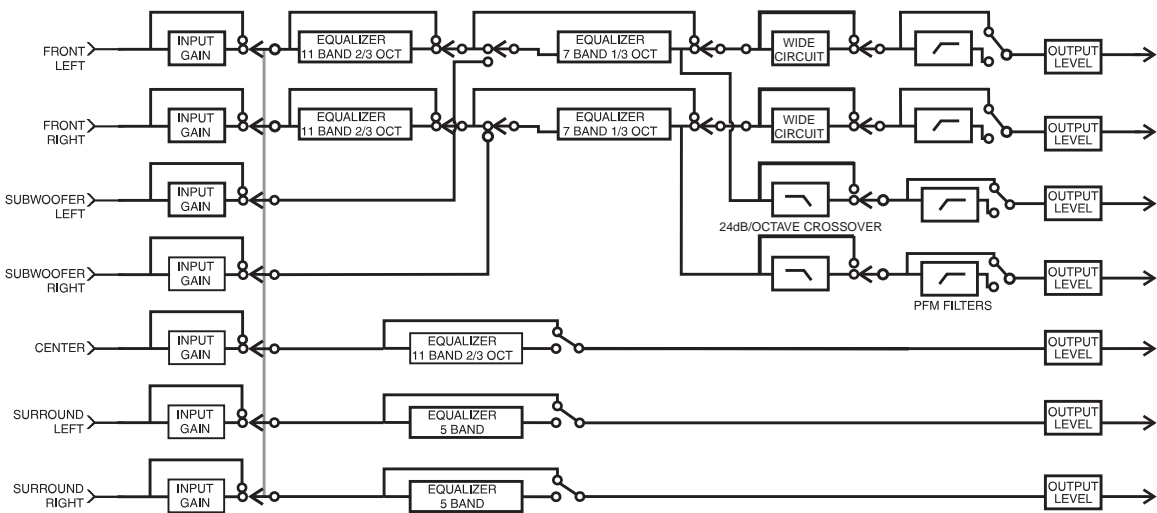 FRONT
LEFT
INPUT
GAIN
EQUALIZER
11 BAND 2/3 OCT
EQUALIZER
7 BAND 1/3 OCT
WIDE
CIRCUIT
OUTPUT
LEVEL
FRONT
RIGHT
INPUT
GAIN
EQUALIZER
11 BAND 2/3 OCT
EQUALIZER
7 BAND 1/3 OCT
WIDE
CIRCUIT
OUTPUT
LEVEL
SUBWOOFER
LEFT
INPUT
GAIN
24dB/OCTAVE CROSSOVER
OUTPUT
LEVEL
SUBWOOFER
RIGHT
INPUT
GAIN
PFM FILTERS
OUTPUT
LEVEL
CENTER
INPUT
GAIN
EQUALIZER
11 BAND 2/3 OCT
OUTPUT
LEVEL
SURROUND
LEFT
INPUT
GAIN
EQUALIZER
5 BAND
OUTPUT
LEVEL
SURROUND
RIGHT
INPUT
GAIN
EQUALIZER
5 BAND
OUTPUT
LEVEL